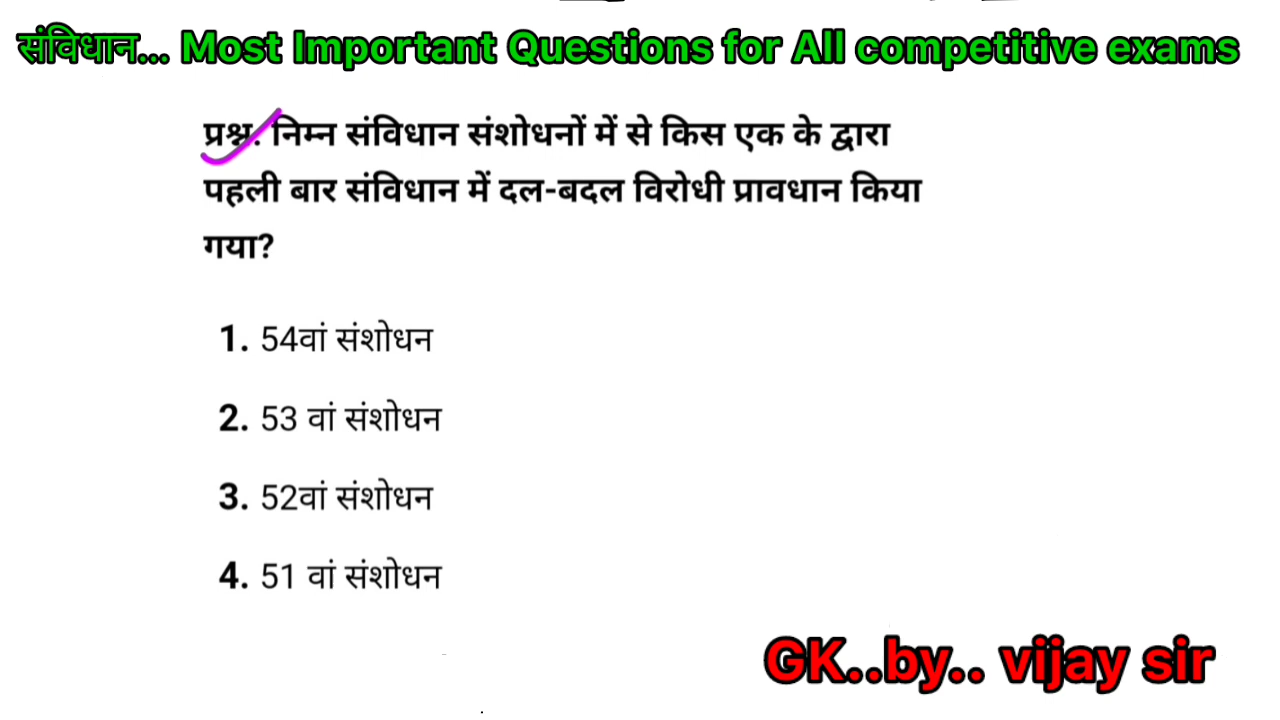 संविधान... Most Important Questions for All competitive exams
प्रश्न. निम्न संविधान संशोधनों में से किस एक के द्वारा
पहली बार संविधान में दल-बदल विरोधी प्रावधान किया
गया?
1. 54वां संशोधन
2. 53 वां संशोधन
3. 52वां संशोधन
4. 51 वां संशोधन
GK..by.. vijay sir